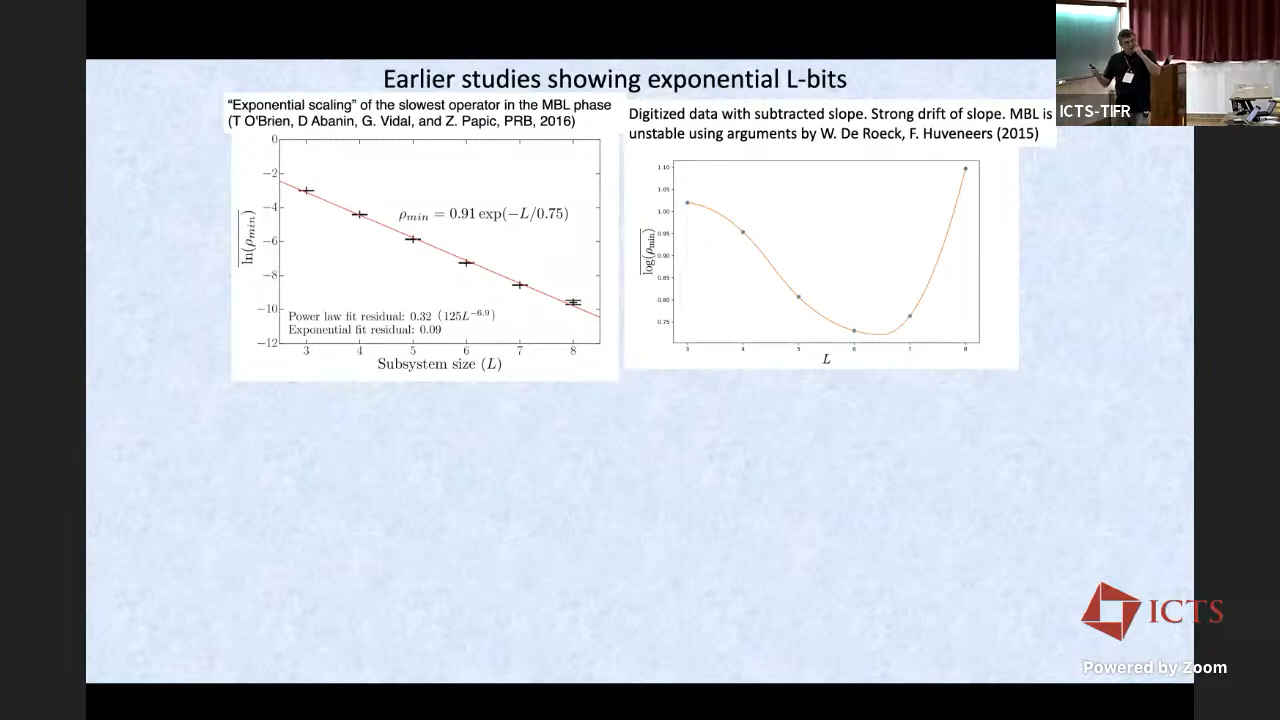 Earlier studies showing exponential L-bits
"Exponential scaling" of the slowest operator in the MBL phase
(T O'Brien, D Abanin, G. Vidal, and Z. Papic, PRB, 2016)
0
−2
−4
−6
−8
−10
−12
ln(ρmin)
ρmin = 0.91 exp(−L/0.75)
Power law fit residual: 0.32 (125L^−6.9)
Exponential fit residual: 0.09
3 4 5 6 7 8
Subsystem size (L)
Digitized data with subtracted slope. Strong drift of slope. MBL is
unstable using arguments by W. De Roeck, F. Huveneers (2015)
1.10
1.05
1.00
0.95
0.90
0.85
0.80
0.75
log(ρmin)
3 4 5 6 7 8
L
ICTS-TIFR
ICTS
Powered by Zoom